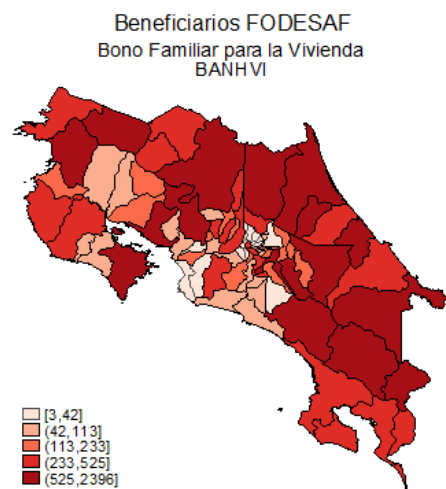 Beneficiarios FODESAF
Bono Familiar para la Vivienda
BANHVI
[3,42]
(42,113]
(113,233]
(233,525]
(525,2396]